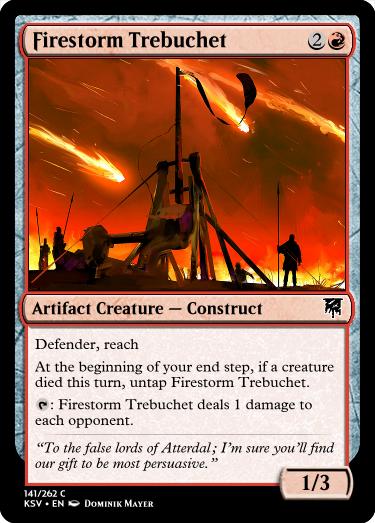 Firestorm Trebuchet 2
Artifact Creature — Construct
Defender, reach
At the beginning of your end step, if a creature
died this turn, untap Firestorm Trebuchet.
: Firestorm Trebuchet deals 1 damage to
each opponent.
“To the false lords of Atterdal; I’m sure you’ll find
our gift to be most persuasive.”
1/3
141/262 C
KSV • EN Dominik Mayer